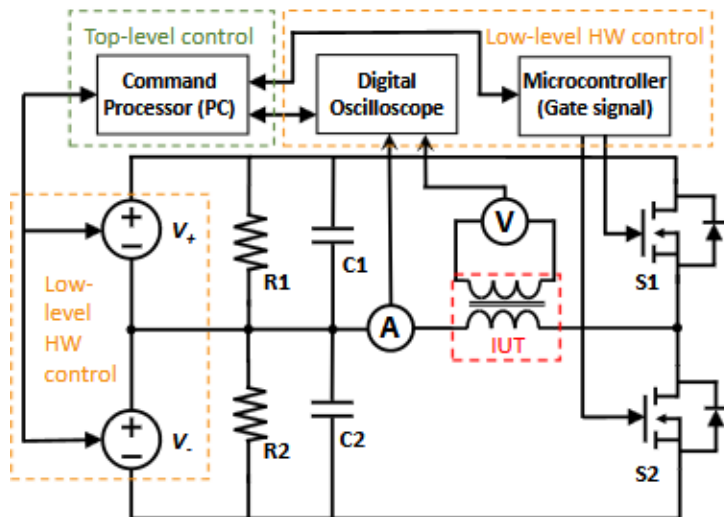 Top-level control
Low-level HW control
Command
Processor (PC)
Digital
Oscilloscope
Microcontroller
(Gate signal)
V+
R1
C1
V
S1
Low-
level
HW
control
A
IUT
V-
R2
C2
S2